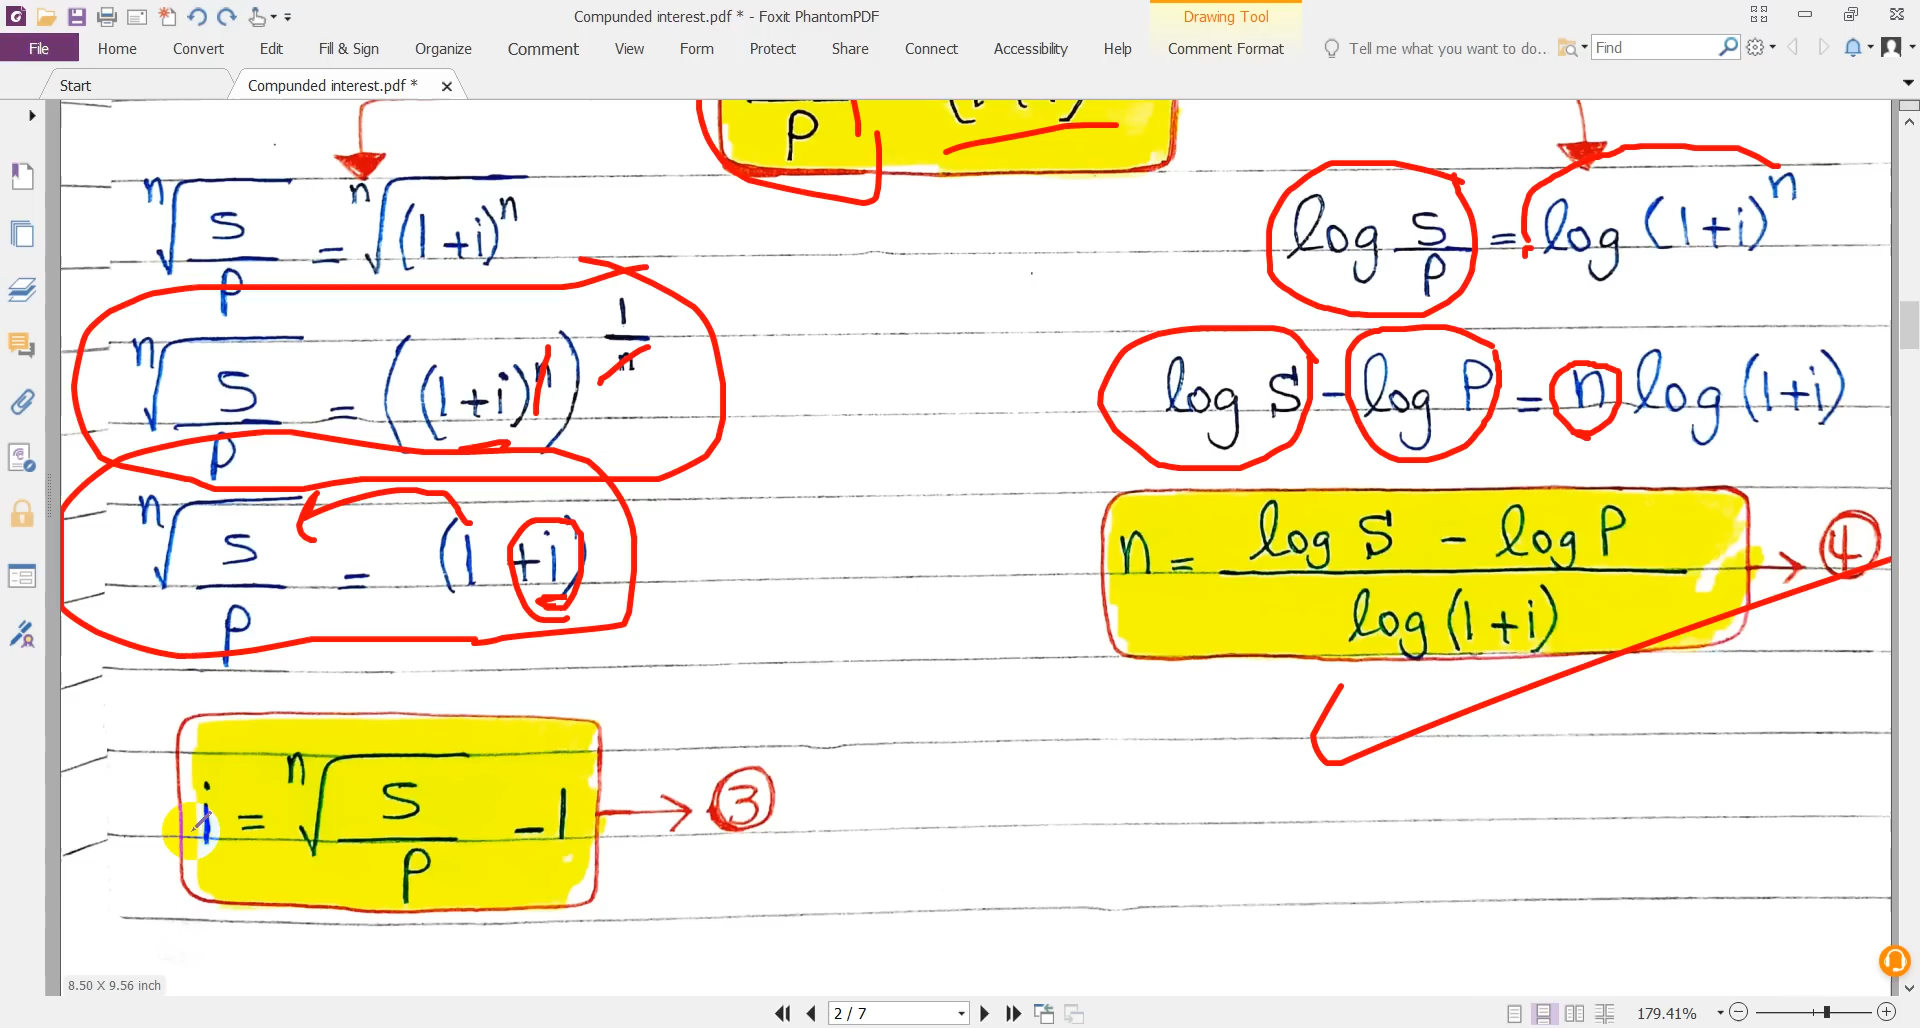 Compunded interest.pdf * - Foxit PhantomPDF
Drawing Tool
File Home Convert Edit Fill & Sign Organize Comment View Form Protect Share Connect Accessibility Help Comment Format Tell me what you want to do... Find
Start Compunded interest.pdf *
P
n√(S/P) = n√((1+i)^n)
n√(S/P) = ((1+i)^n)^(1/n)
n√(S/P) = (1+i)
i = n√(S/P) - 1 → ③
log S/P = log (1+i)^n
log S - log P = n log (1+i)
n = (log S - log P)/(log (1+i)) → ④
8.50 X 9.56 inch
2 / 7
179.41%